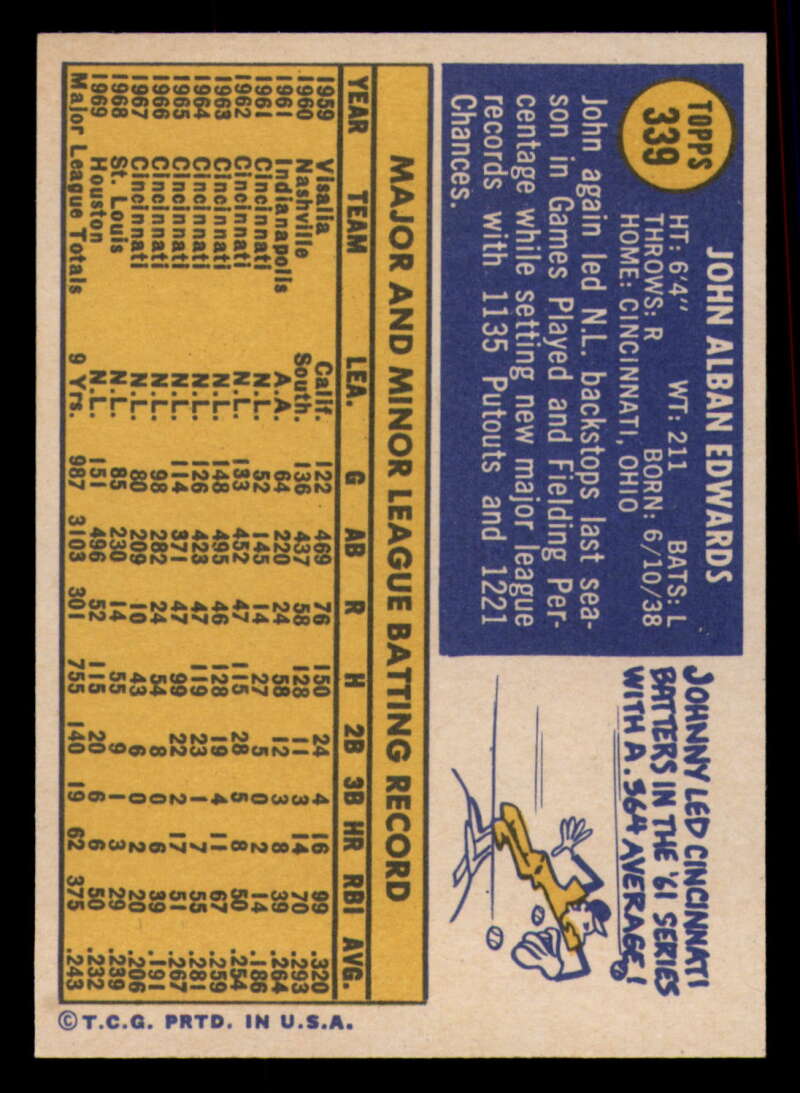 TOPPS
339
JOHN ALBAN EDWARDS
HT: 6'4" WT: 211 BATS: L
THROWS: R BORN: 6/10/38
HOME: CINCINNATI, OHIO
John again led N.L. backstops last sea-
son in Games Played and Fielding Per-
centage while setting new major league
records with 1135 Putouts and 1221
Chances.
JOHNNY LED CINCINNATI
BATTERS IN THE '61 SERIES
WITH A .364 AVERAGE!
MAJOR AND MINOR LEAGUE BATTING RECORD
YEAR TEAM LEA. G AB R H 2B 3B HR RBI AVG.
1959 Visalia Calif. 122 469 76 150 24 4 16 99 .320
1960 Nashville South. 136 437 58 128 11 3 14 70 .293
1961 Indianapolis A.A. 64 220 24 58 12 3 8 39 .264
1961 Cincinnati N.L. 52 145 14 27 5 0 2 14 .186
1962 Cincinnati N.L. 133 452 47 115 28 5 8 50 .254
1963 Cincinnati N.L. 148 495 46 128 19 4 11 67 .259
1964 Cincinnati N.L. 126 423 47 119 23 1 7 55 .281
1965 Cincinnati N.L. 114 371 47 99 22 2 17 51 .267
1966 Cincinnati N.L. 98 282 24 54 8 0 6 39 .191
1967 Cincinnati N.L. 80 209 10 43 6 0 2 20 .206
1968 St. Louis N.L. 85 230 14 55 9 1 3 29 .239
1969 Houston N.L. 151 496 52 115 20 6 6 50 .232
Major League Totals 9 Yrs. 987 3103 301 755 140 19 62 375 .243
© T.C.G. PRTD. IN U.S.A.